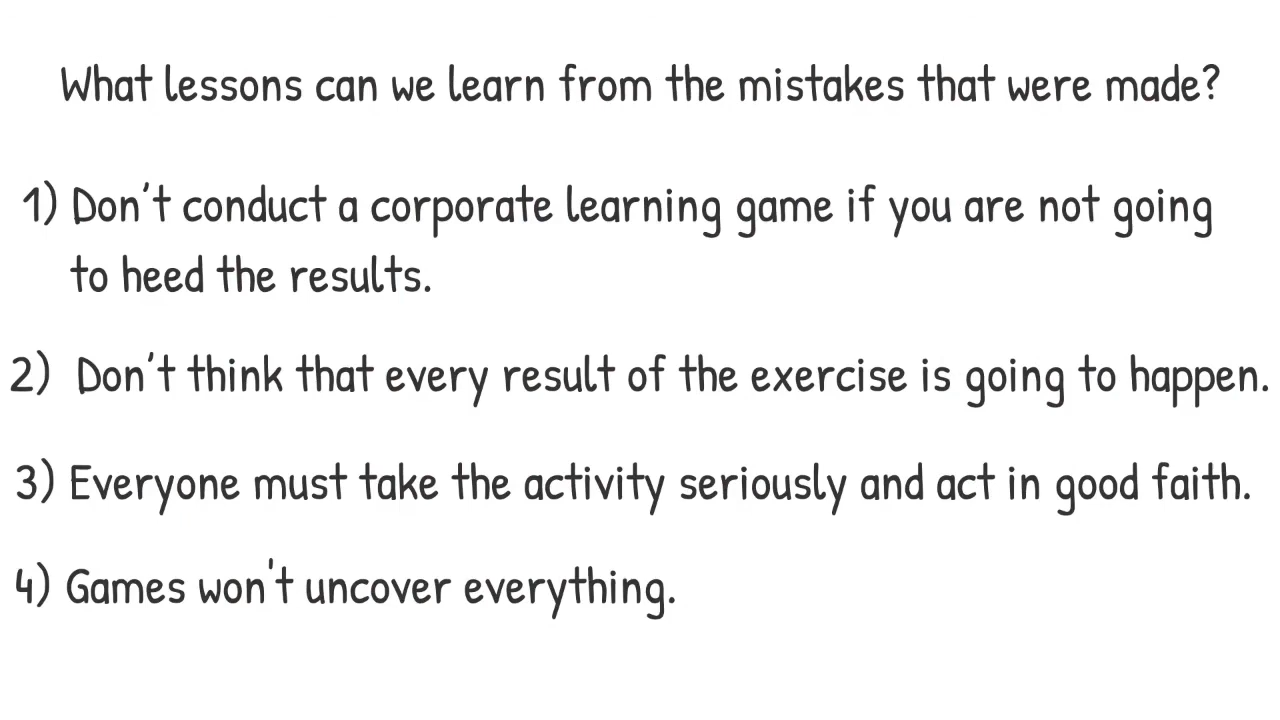 What lessons can we learn from the mistakes that were made?
1) Don't conduct a corporate learning game if you are not going
to heed the results.
2) Don't think that every result of the exercise is going to happen.
3) Everyone must take the activity seriously and act in good faith.
4) Games won't uncover everything.